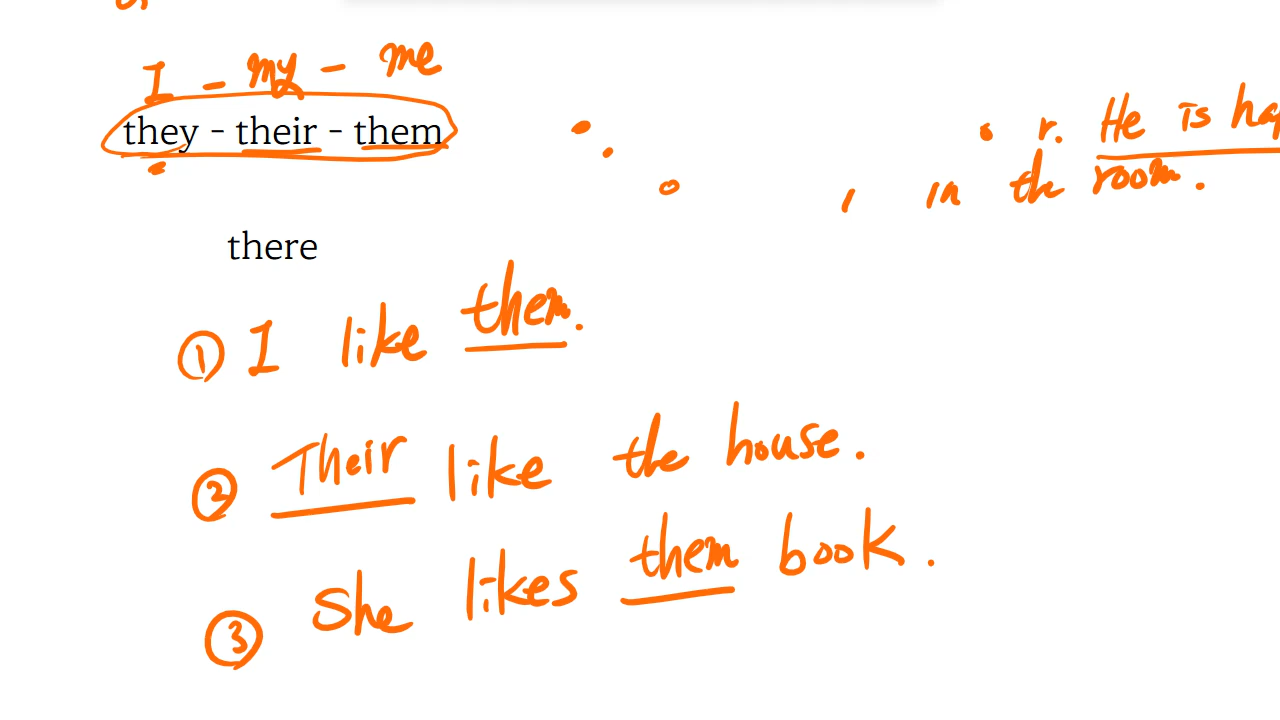 I - my - me
they - their - them
r. He is
, in the room.
there
① I like them.
② Their like the house.
③ She likes them book.